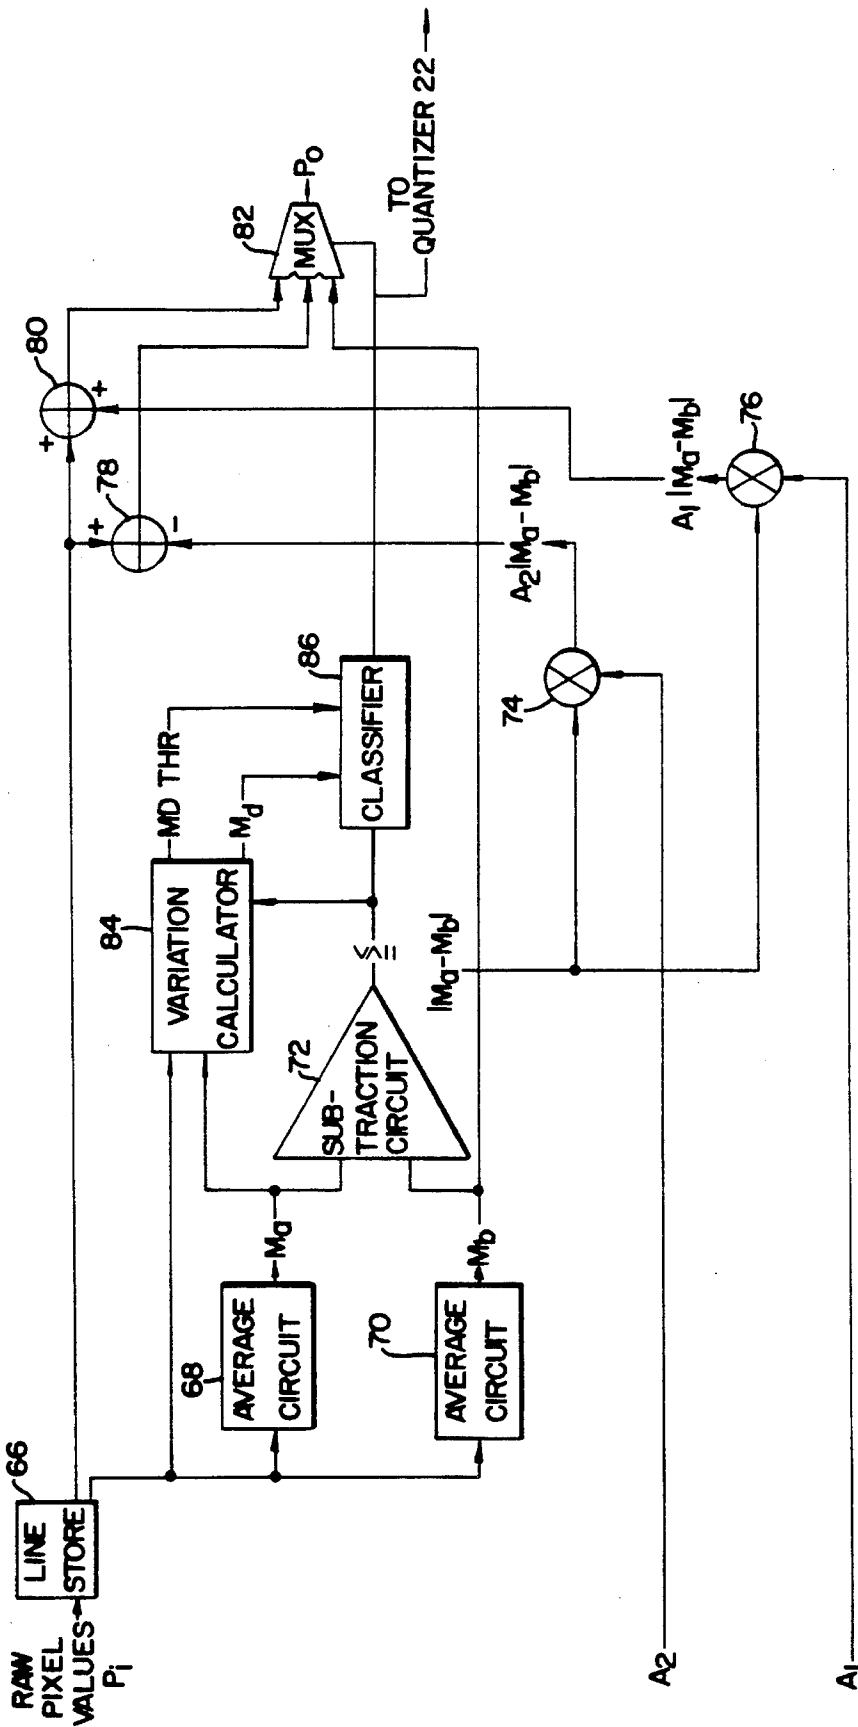 RAW
PIXEL
VALUES
Pi
66
LINE
STORE
68
AVERAGE
CIRCUIT
Ma
70
AVERAGE
CIRCUIT
Mb
72
SUB-
TRACTION
CIRCUIT
<>=
|Ma-Mb|
84
VARIATION
CALCULATOR
MD THR
Md
86
CLASSIFIER
74
A2|Ma-Mb|
76
A1|Ma-Mb|
78
+
-
80
+
+
82
MUX
Po
TO
QUANTIZER 22
A2
A1